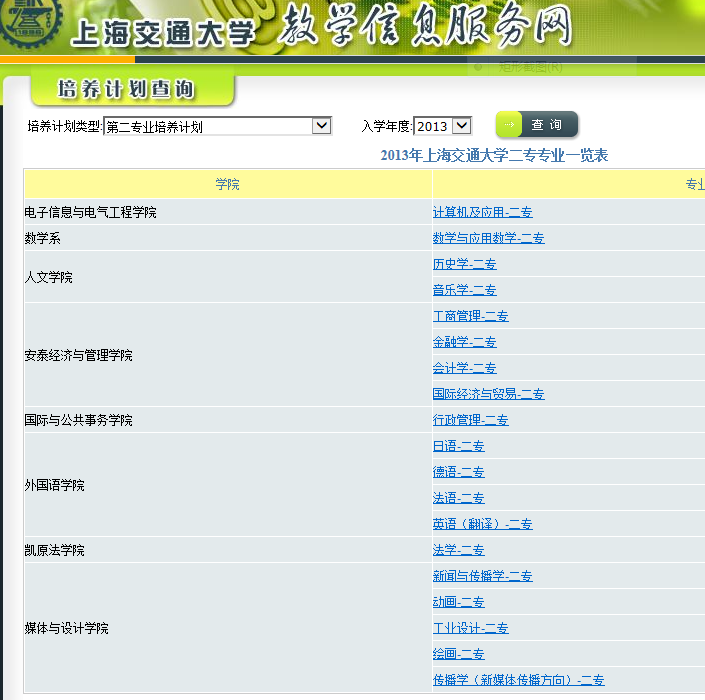 上海交通大学 教学信息服务网
矩形截图(R)
培养计划查询
培养计划类型: 第二专业培养计划 入学年度: 2013 查 询
2013年上海交通大学二专专业一览表
学院 专业
电子信息与电气工程学院 计算机及应用-二专
数学系 数学与应用数学-二专
人文学院 历史学-二专
音乐学-二专
安泰经济与管理学院 工商管理-二专
金融学-二专
会计学-二专
国际经济与贸易-二专
国际与公共事务学院 行政管理-二专
外国语学院 日语-二专
德语-二专
法语-二专
英语（翻译）-二专
凯原法学院 法学-二专
媒体与设计学院 新闻与传播学-二专
动画-二专
工业设计-二专
绘画-二专
传播学（新媒体传播方向）-二专